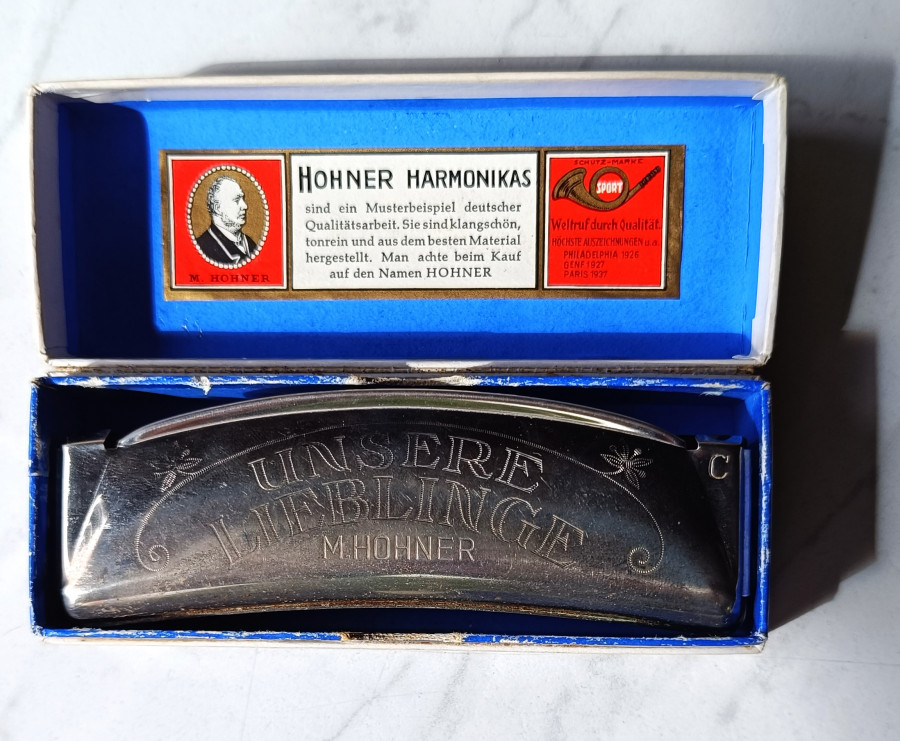 M. HOHNER
HOHNER HARMONIKAS
sind ein Musterbeispiel deutscher
Qualitätsarbeit. Sie sind klangschön,
tonrein und aus dem besten Material
hergestellt. Man achte beim Kauf
auf den Namen HOHNER
SCHUTZ-MARKE
SPORT
Weltruf durch Qualität.
HÖCHSTE AUSZEICHNUNGEN u.a.
PHILADELPHIA 1926
GENF 1927
PARIS 1937
UNSERE
LIEBLINGE
M. HOHNER
C